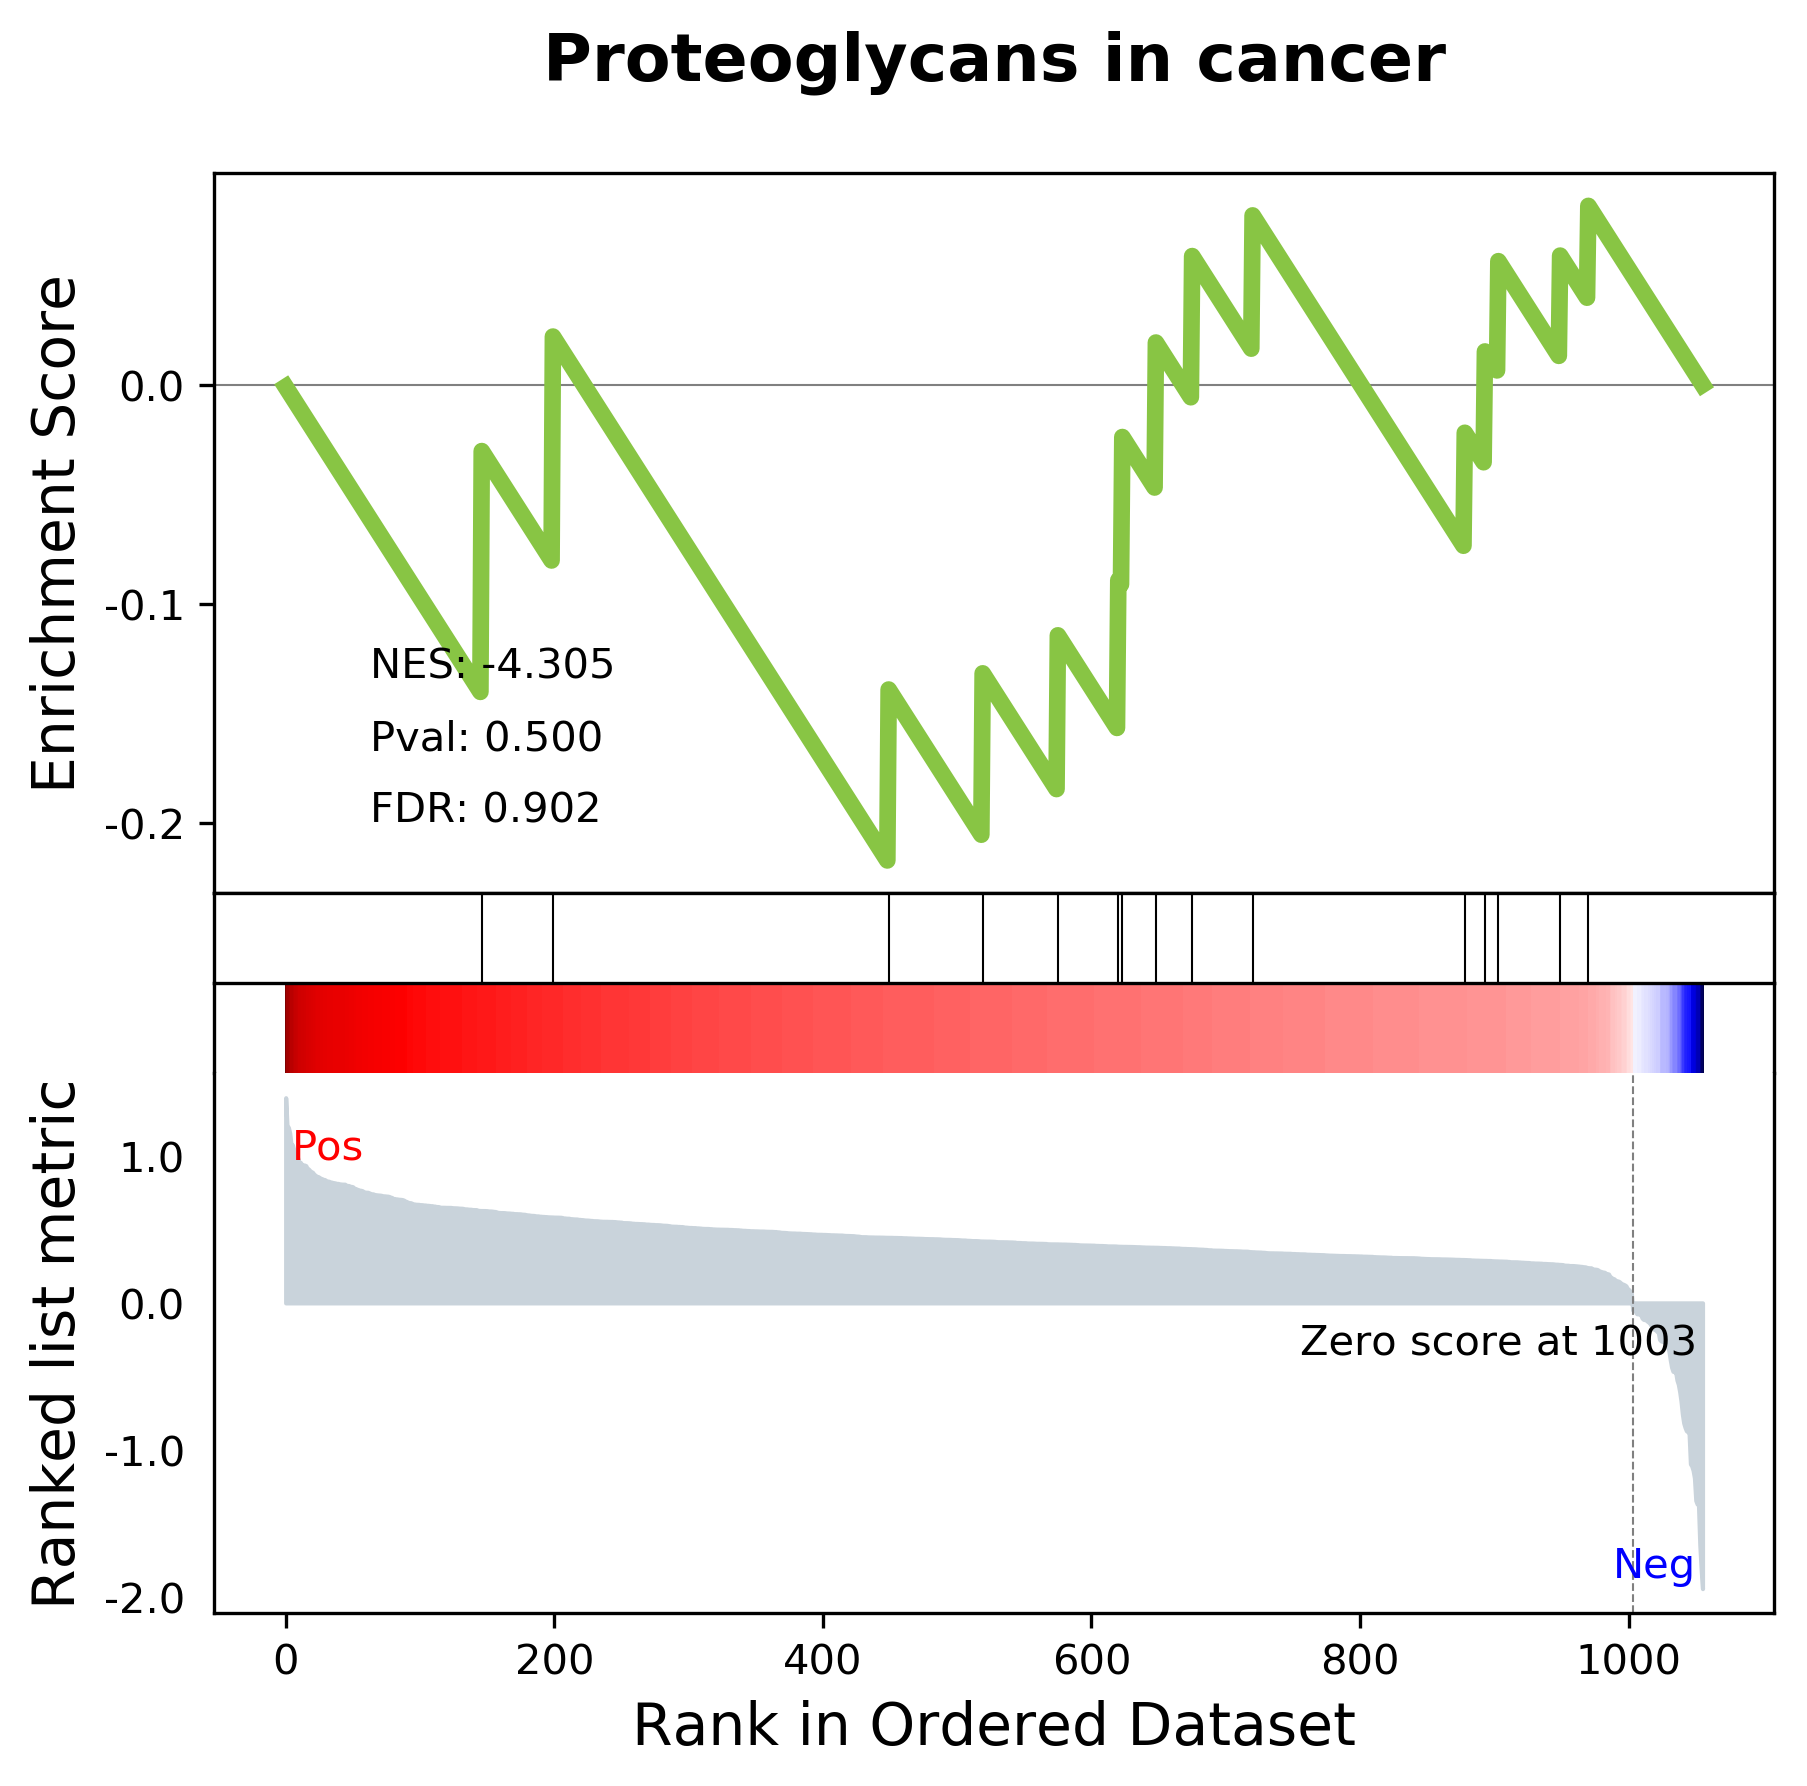 Proteoglycans in cancer
Enrichment Score
0.0
-0.1
-0.2
NES: -4.305
Pval: 0.500
FDR: 0.902
Ranked list metric
1.0
0.0
-1.0
-2.0
Pos
Zero score at 1003
Neg
0 200 400 600 800 1000
Rank in Ordered Dataset